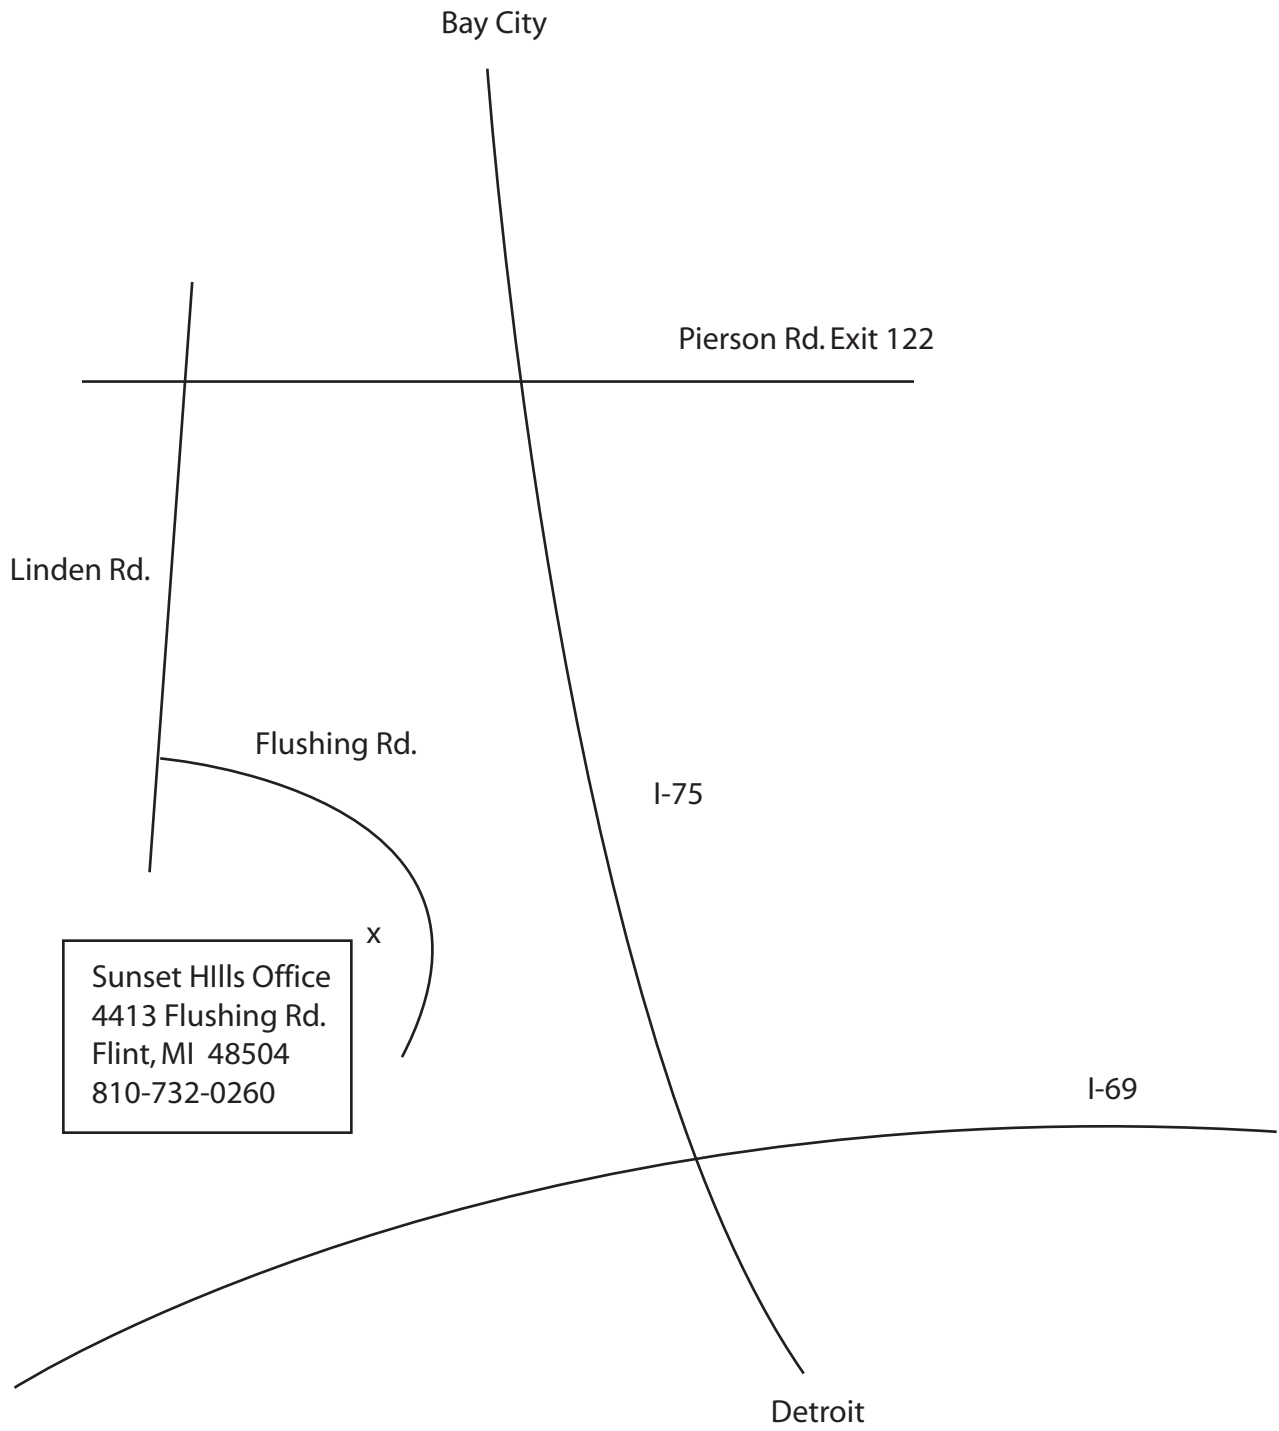 Bay City
Pierson Rd. Exit 122
Linden Rd.
Flushing Rd.
I-75
x
Sunset HIlls Office
4413 Flushing Rd.
Flint, MI 48504
810-732-0260
I-69
Detroit